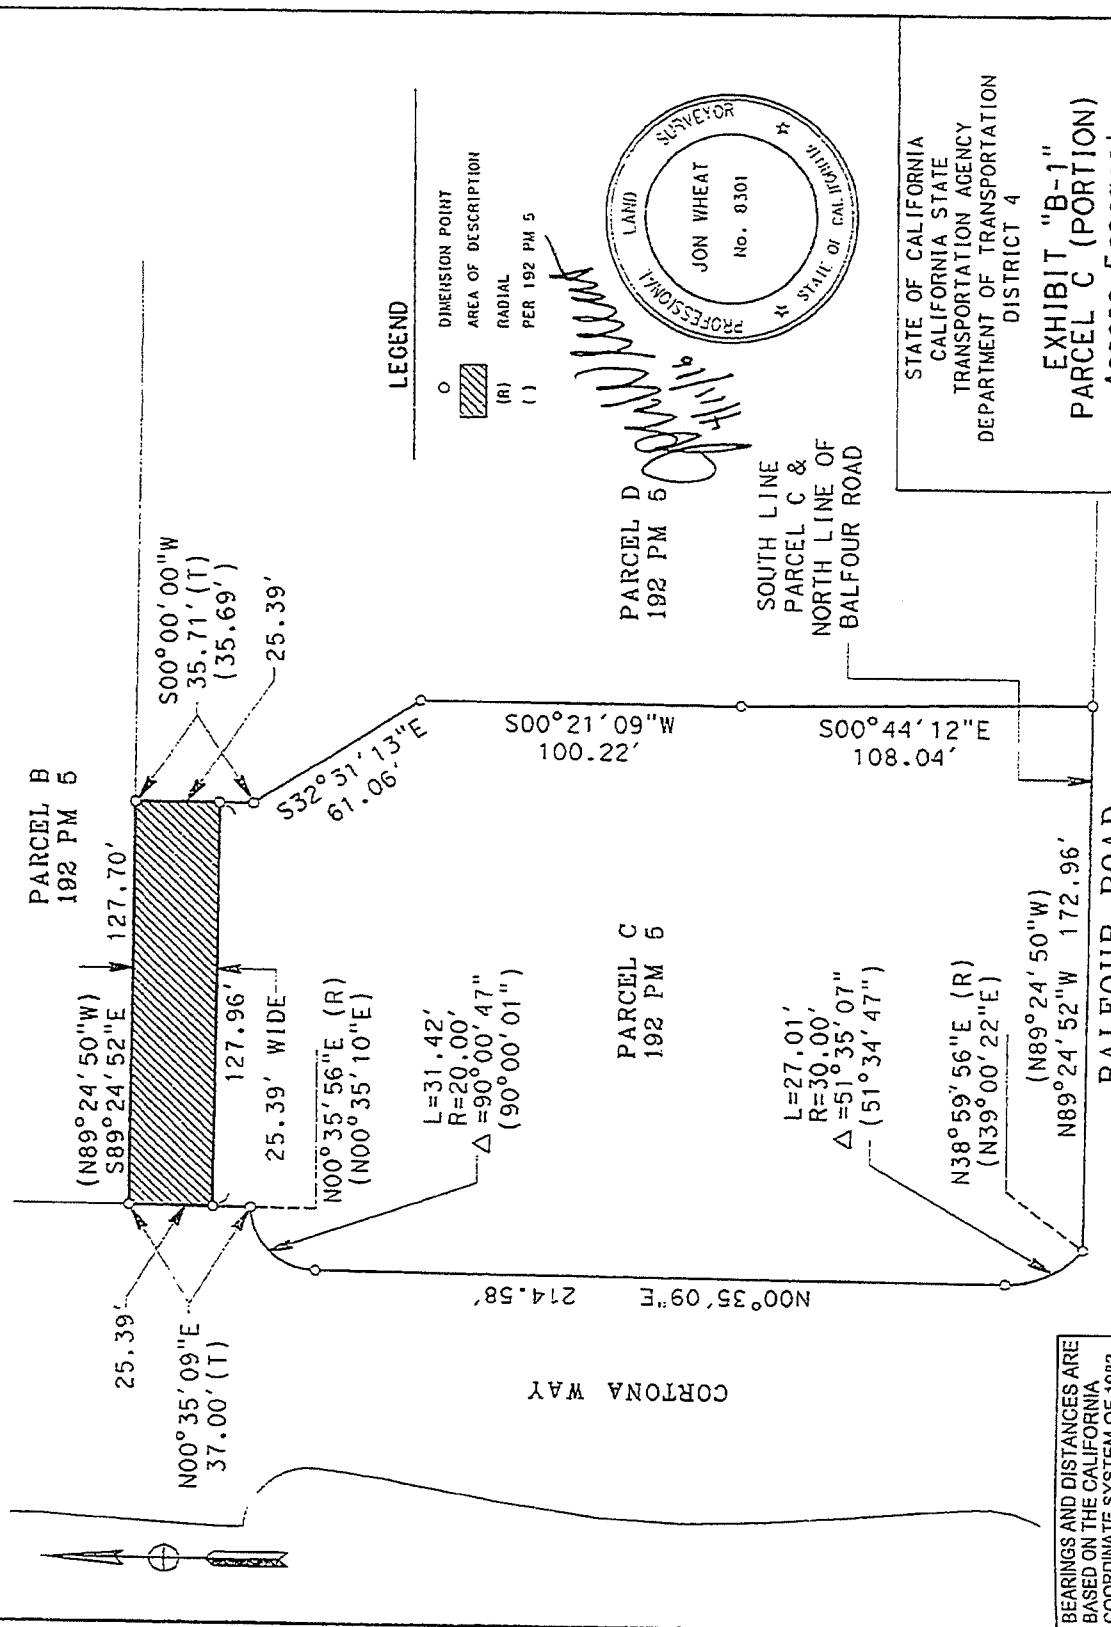 PARCEL B
192 PM 5
(N89°24'50"W)
S89°24'52"E 127.70'
25.39'
N00°35'09"E
37.00'(T)
127.96'
25.39' WIDE
S00°00'00"W
35.71'(T)
(35.69')
25.39'
N00°35'56"E (R)
(N00°35'10"E)
S32°31'13"E
61.06'
L=31.42'
R=20.00'
Δ=90°00'47"
(90°00'01")
S00°21'09"W
100.22'
PARCEL C
192 PM 5
PARCEL D
192 PM 5
N00°35'09"E 214.58'
CORTONA WAY
S00°44'12"E
108.04'
L=27.01'
R=30.00'
Δ=51°35'07"
(51°34'47")
N38°59'56"E (R)
(N39°00'22"E)
SOUTH LINE
PARCEL C &
NORTH LINE OF
BALFOUR ROAD
(N89°24'50"W)
N89°24'52"W 172.96'
BALFOUR ROAD
LEGEND
DIMENSION POINT
AREA OF DESCRIPTION
(R) RADIAL
( ) PER 192 PM 5
PROFESSIONAL LAND SURVEYOR
JON WHEAT
No. 8301
STATE OF CALIFORNIA
STATE OF CALIFORNIA
CALIFORNIA STATE
TRANSPORTATION AGENCY
DEPARTMENT OF TRANSPORTATION
DISTRICT 4
EXHIBIT "B-1"
PARCEL C (PORTION)
BEARINGS AND DISTANCES ARE
BASED ON THE CALIFORNIA
COORDINATE SYSTEM OF 1983